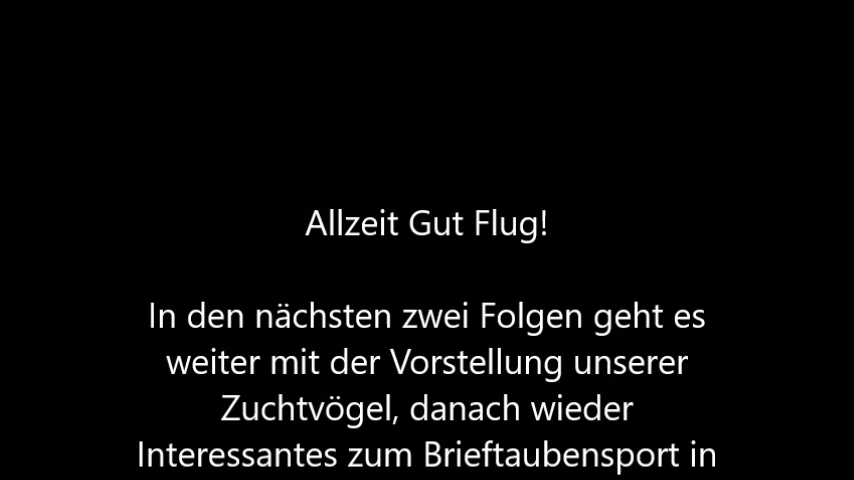 Allzeit Gut Flug!
In den nächsten zwei Folgen geht es
weiter mit der Vorstellung unserer
Zuchtvögel, danach wieder
Interessantes zum Brieftaubensport in